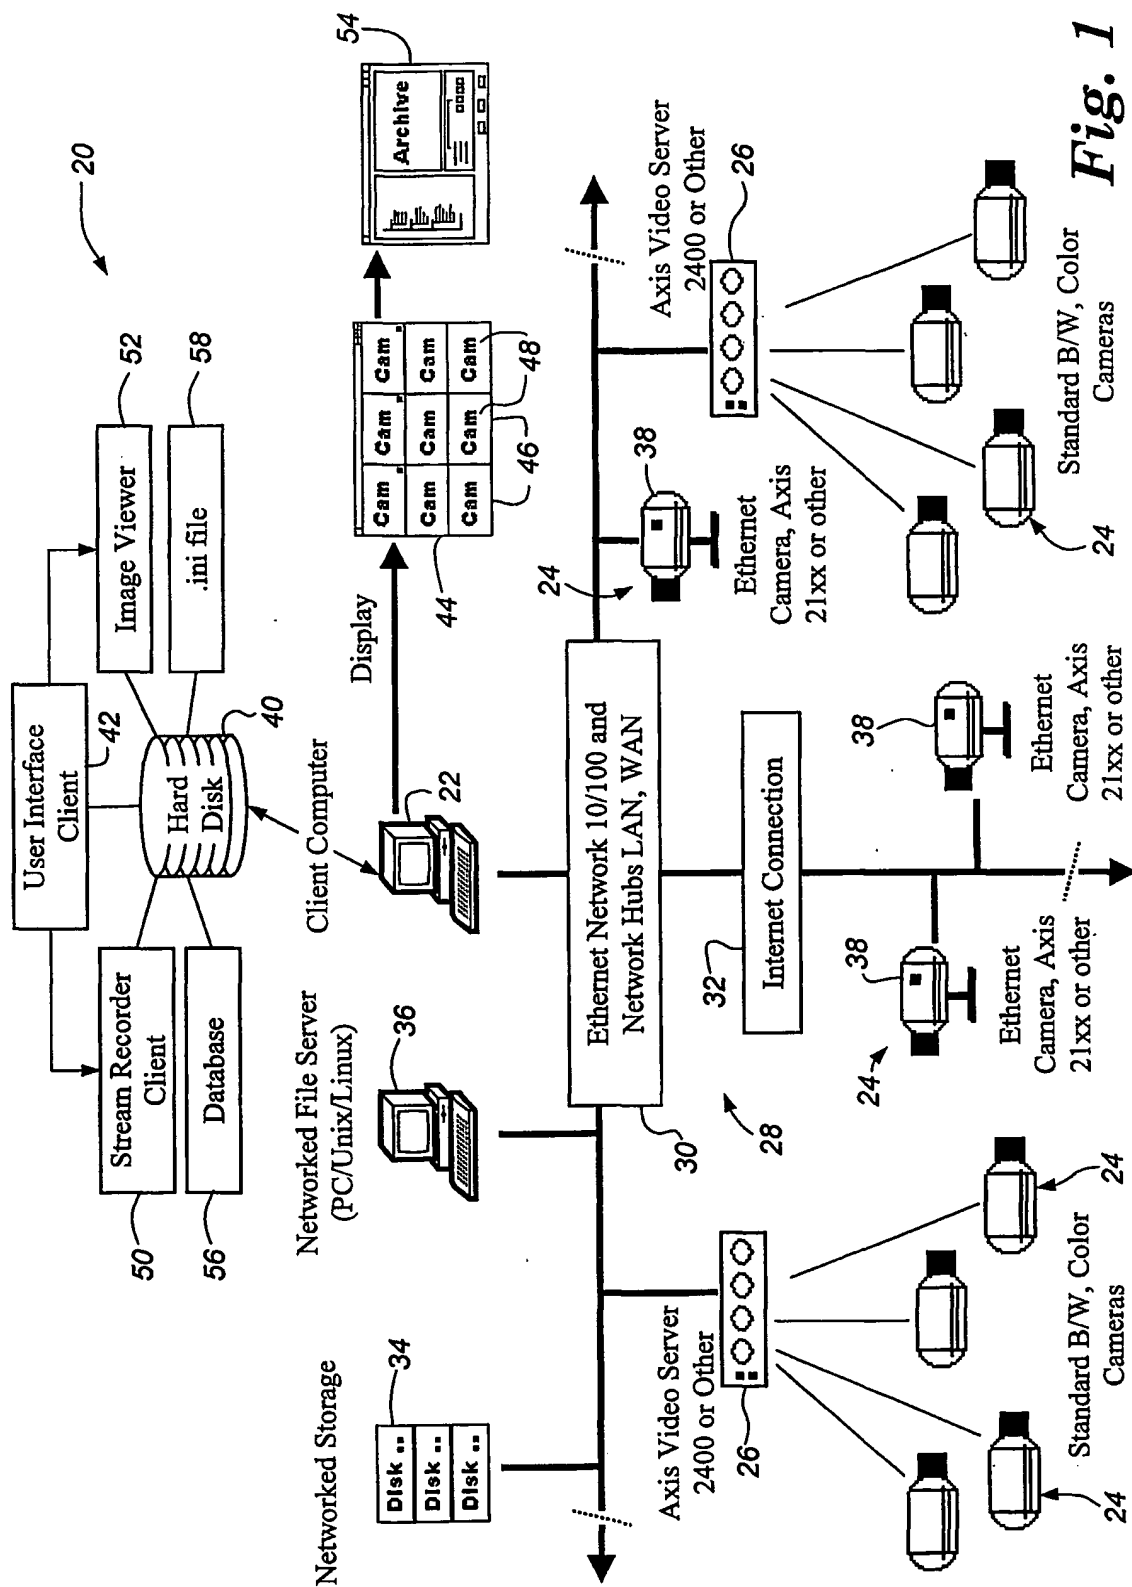 20
User Interface
Client
42
Stream Recorder
Client
50
Database
56
Hard
Disk
40
Image Viewer
52
.ini file
58
Networked Storage
Disk ..
Disk ..
Disk ..
34
Networked File Server
(PC/Unix/Linux)
36
Client Computer
22
Display
Cam
Cam
Cam
Cam
Cam
Cam
Cam
Cam
Cam
44
46
48
Archive
54
Ethernet Network 10/100 and
Network Hubs LAN, WAN
30
28
Internet Connection
32
Axis Video Server
2400 or Other
26
Standard B/W, Color
Cameras
24
24
38
24
Ethernet
Camera, Axis
21xx or other
38
Ethernet
Camera, Axis
21xx or other
24
38
Ethernet
Camera, Axis
21xx or other
Axis Video Server
2400 or Other
26
Standard B/W, Color
Cameras
24
Fig. 1